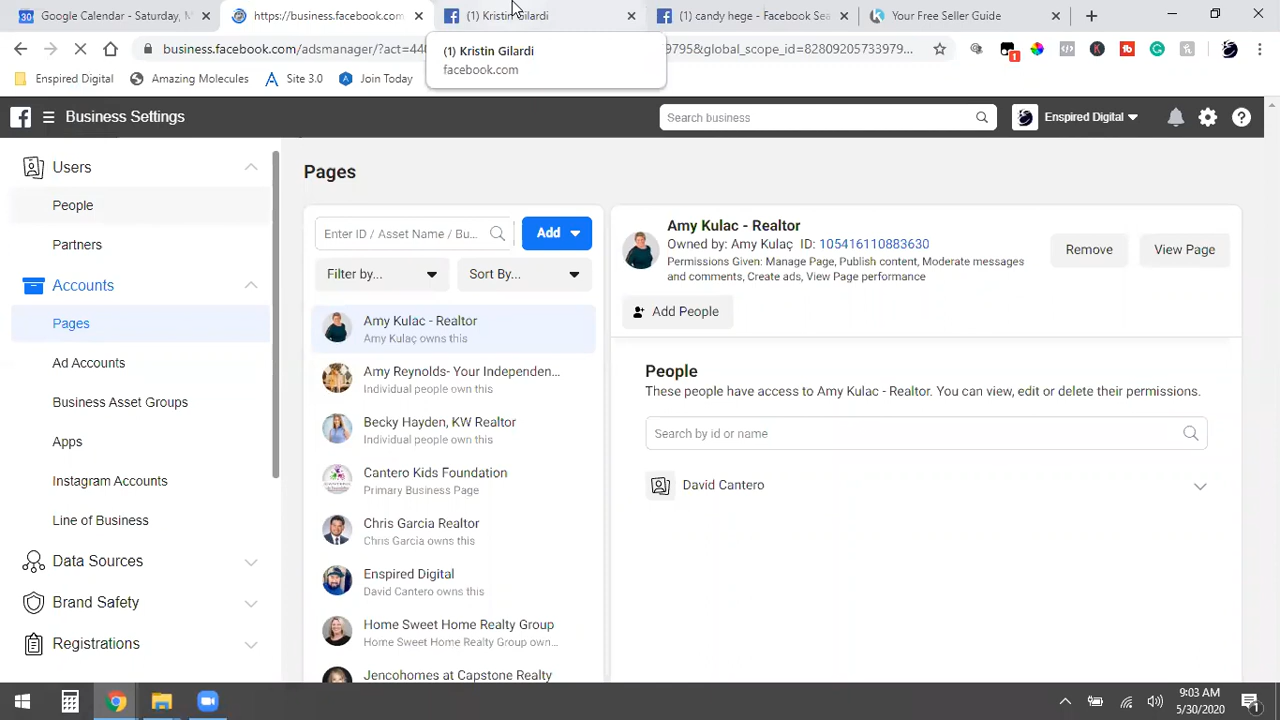 Google Calendar - Saturday, M
https://business.facebook.com
(1) Kristin Gilardi
(1) candy hege - Facebook Sea
Your Free Seller Guide
business.facebook.com/adsmanager/?act=44
9795&global_scope_id=82809205733979...
(1) Kristin Gilardi
facebook.com
Enspired Digital
Amazing Molecules
Site 3.0
Join Today
Business Settings
Search business
Enspired Digital
Users
People
Partners
Accounts
Pages
Ad Accounts
Business Asset Groups
Apps
Instagram Accounts
Line of Business
Data Sources
Brand Safety
Registrations
Pages
Enter ID / Asset Name / Bu...
Add
Filter by...
Sort By...
Amy Kulac - Realtor
Amy Kulaç owns this
Amy Reynolds- Your Independen...
Individual people own this
Becky Hayden, KW Realtor
Individual people own this
Cantero Kids Foundation
Primary Business Page
Chris Garcia Realtor
Chris Garcia owns this
Enspired Digital
David Cantero owns this
Home Sweet Home Realty Group
Home Sweet Home Realty Group own...
Jencohomes at Capstone Realty
Amy Kulac - Realtor
Owned by: Amy Kulaç ID: 105416110883630
Permissions Given: Manage Page, Publish content, Moderate messages
and comments, Create ads, View Page performance
Remove
View Page
Add People
People
These people have access to Amy Kulac - Realtor. You can view, edit or delete their permissions.
Search by id or name
David Cantero
9:03 AM
5/30/2020